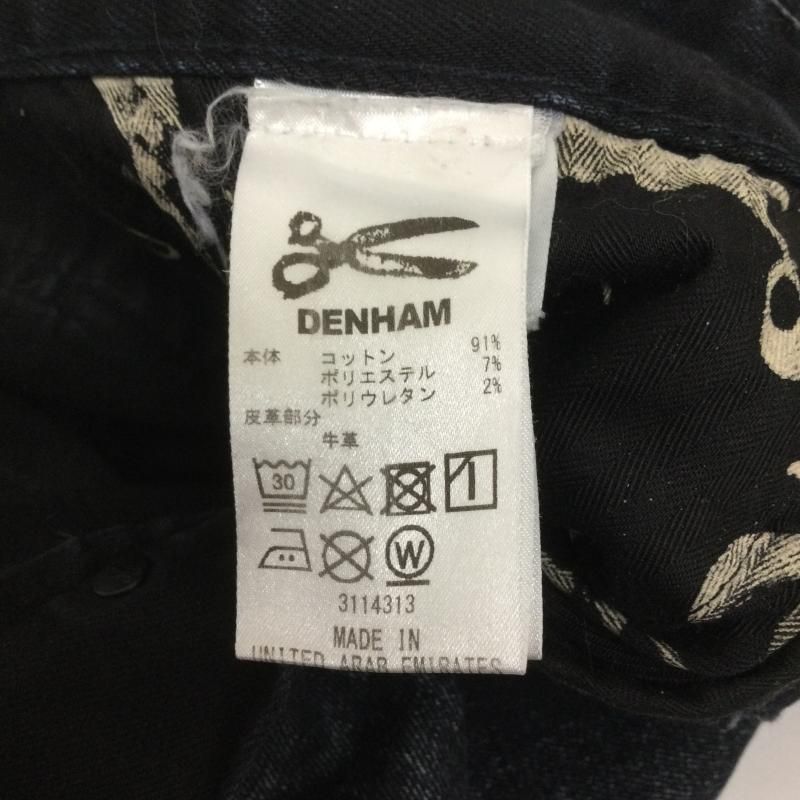 DENHAM
本体 コットン 91%
ポリエステル 7%
ポリウレタン 2%
皮革部分
牛革
30
W
3114313
MADE IN
UNITED ARAB EMIRATES